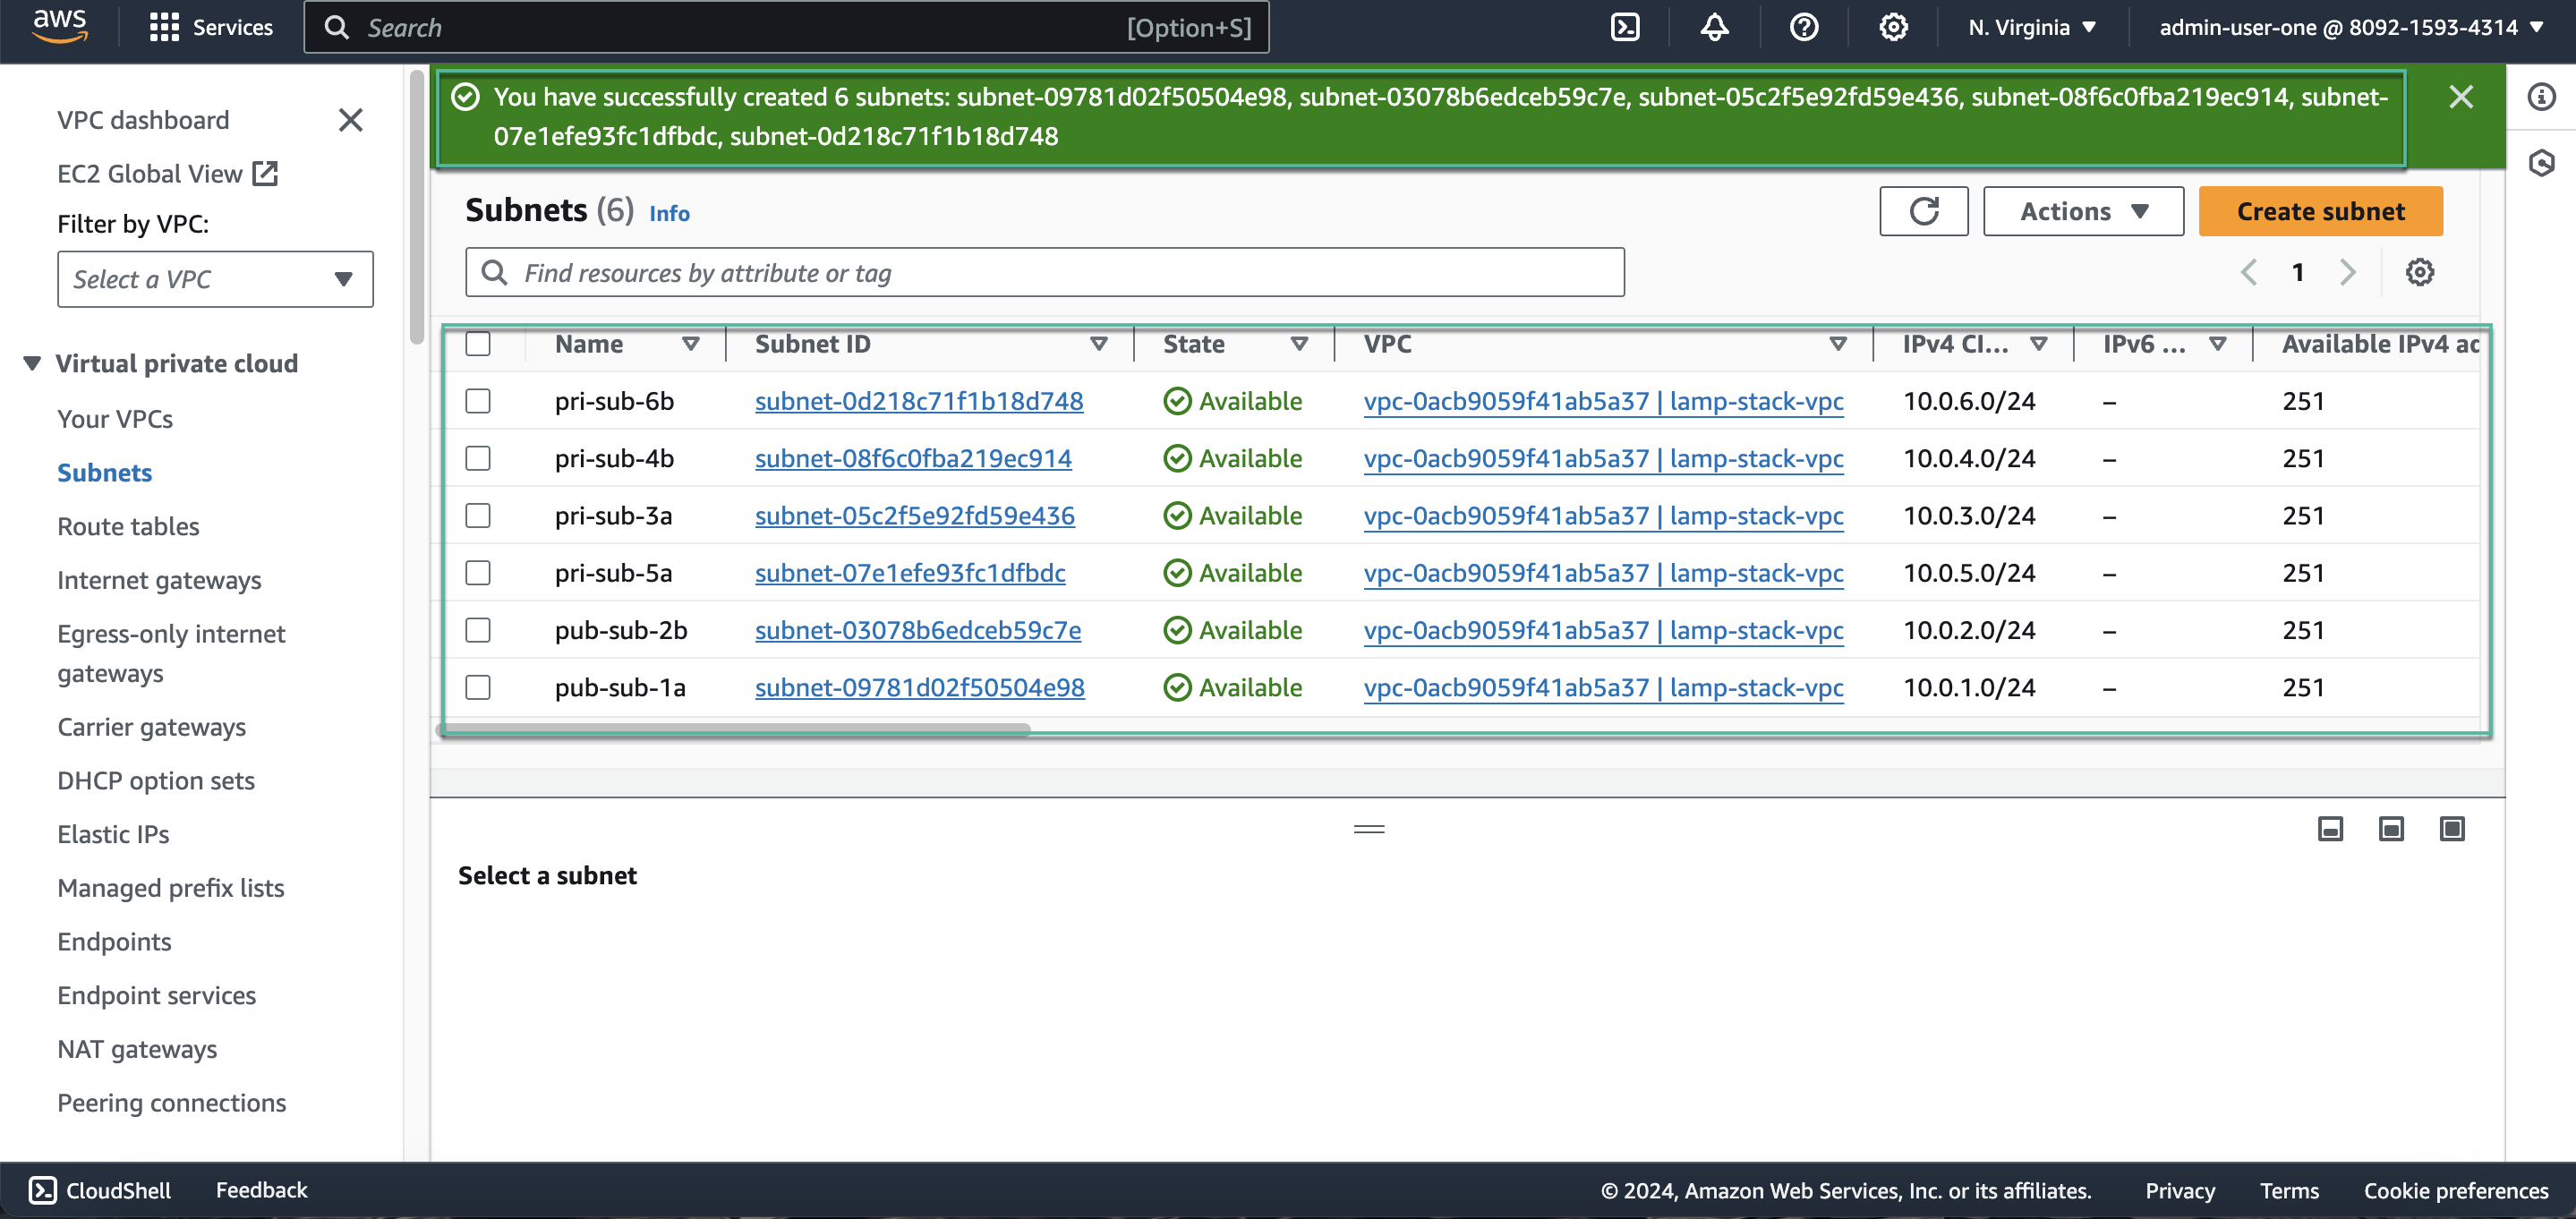 aws Services Search [Option+S] N. Virginia admin-user-one @ 8092-1593-4314
VPC dashboard
EC2 Global View
Filter by VPC:
Select a VPC
Virtual private cloud
Your VPCs
Subnets
Route tables
Internet gateways
Egress-only internet
gateways
Carrier gateways
DHCP option sets
Elastic IPs
Managed prefix lists
Endpoints
Endpoint services
NAT gateways
Peering connections
You have successfully created 6 subnets: subnet-09781d02f50504e98, subnet-03078b6edceb59c7e, subnet-05c2f5e92fd59e436, subnet-08f6c0fba219ec914, subnet-
07e1efe93fc1dfbdc, subnet-0d218c71f1b18d748
Subnets (6) Info Actions Create subnet
Find resources by attribute or tag 1
Name Subnet ID State VPC IPv4 CI... IPv6 ... Available IPv4 ad
pri-sub-6b subnet-0d218c71f1b18d748 Available vpc-0acb9059f41ab5a37 | lamp-stack-vpc 10.0.6.0/24 – 251
pri-sub-4b subnet-08f6c0fba219ec914 Available vpc-0acb9059f41ab5a37 | lamp-stack-vpc 10.0.4.0/24 – 251
pri-sub-3a subnet-05c2f5e92fd59e436 Available vpc-0acb9059f41ab5a37 | lamp-stack-vpc 10.0.3.0/24 – 251
pri-sub-5a subnet-07e1efe93fc1dfbdc Available vpc-0acb9059f41ab5a37 | lamp-stack-vpc 10.0.5.0/24 – 251
pub-sub-2b subnet-03078b6edceb59c7e Available vpc-0acb9059f41ab5a37 | lamp-stack-vpc 10.0.2.0/24 – 251
pub-sub-1a subnet-09781d02f50504e98 Available vpc-0acb9059f41ab5a37 | lamp-stack-vpc 10.0.1.0/24 – 251
Select a subnet
CloudShell Feedback © 2024, Amazon Web Services, Inc. or its affiliates. Privacy Terms Cookie preferences